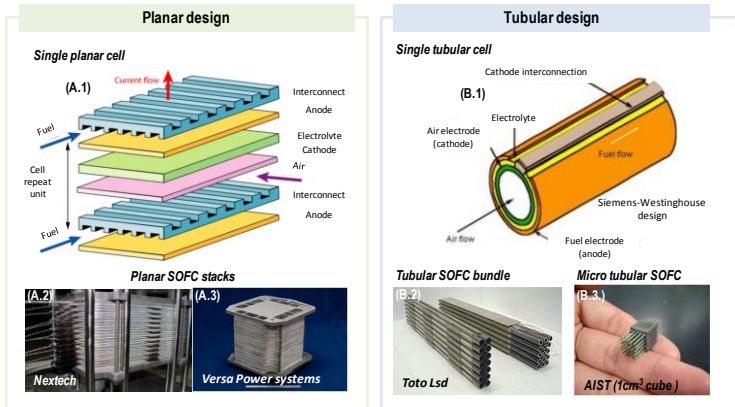 Planar design
Single planar cell
(A.1)
Current flow
Interconnect
Anode
Fuel
Electrolyte
Cathode
Air
Cell
repeat
unit
Interconnect
Anode
Fuel
Planar SOFC stacks
(A.2)
Nextech
(A.3)
Versa Power systems
Tubular design
Single tubular cell
Cathode interconnection
(B.1)
Electrolyte
Air electrode
(cathode)
Fuel flow
Siemens-Westinghouse
design
Air flow
Fuel electrode
(anode)
Tubular SOFC bundle
(B.2)
Toto Lsd
Micro tubular SOFC
(B.3.)
AIST (1cm³ cube )